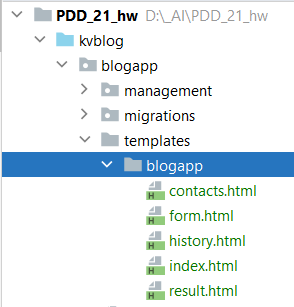 PDD_21_hw D:\_AI\PDD_21_hw
kvblog
blogapp
management
migrations
templates
blogapp
contacts.html
form.html
history.html
index.html
result.html